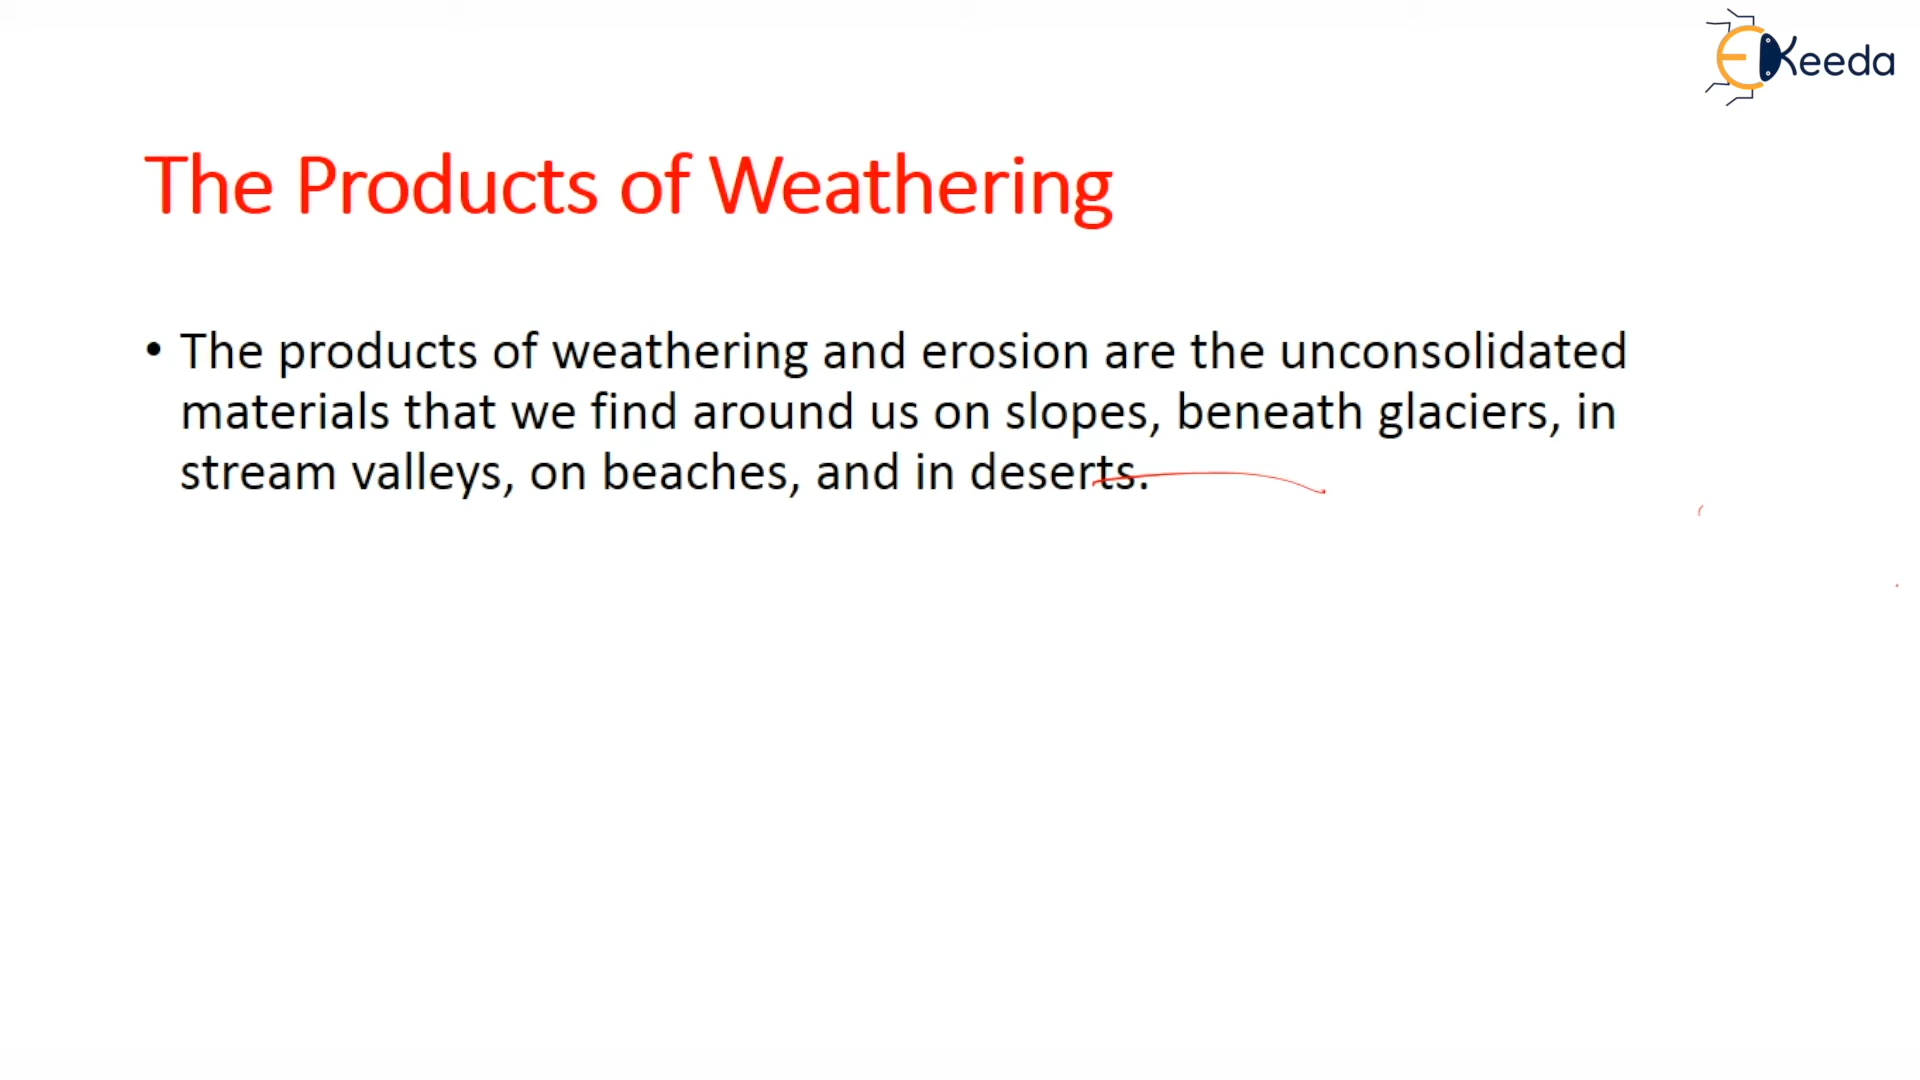 EKeeda
The Products of Weathering
• The products of weathering and erosion are the unconsolidated
materials that we find around us on slopes, beneath glaciers, in
stream valleys, on beaches, and in deserts.